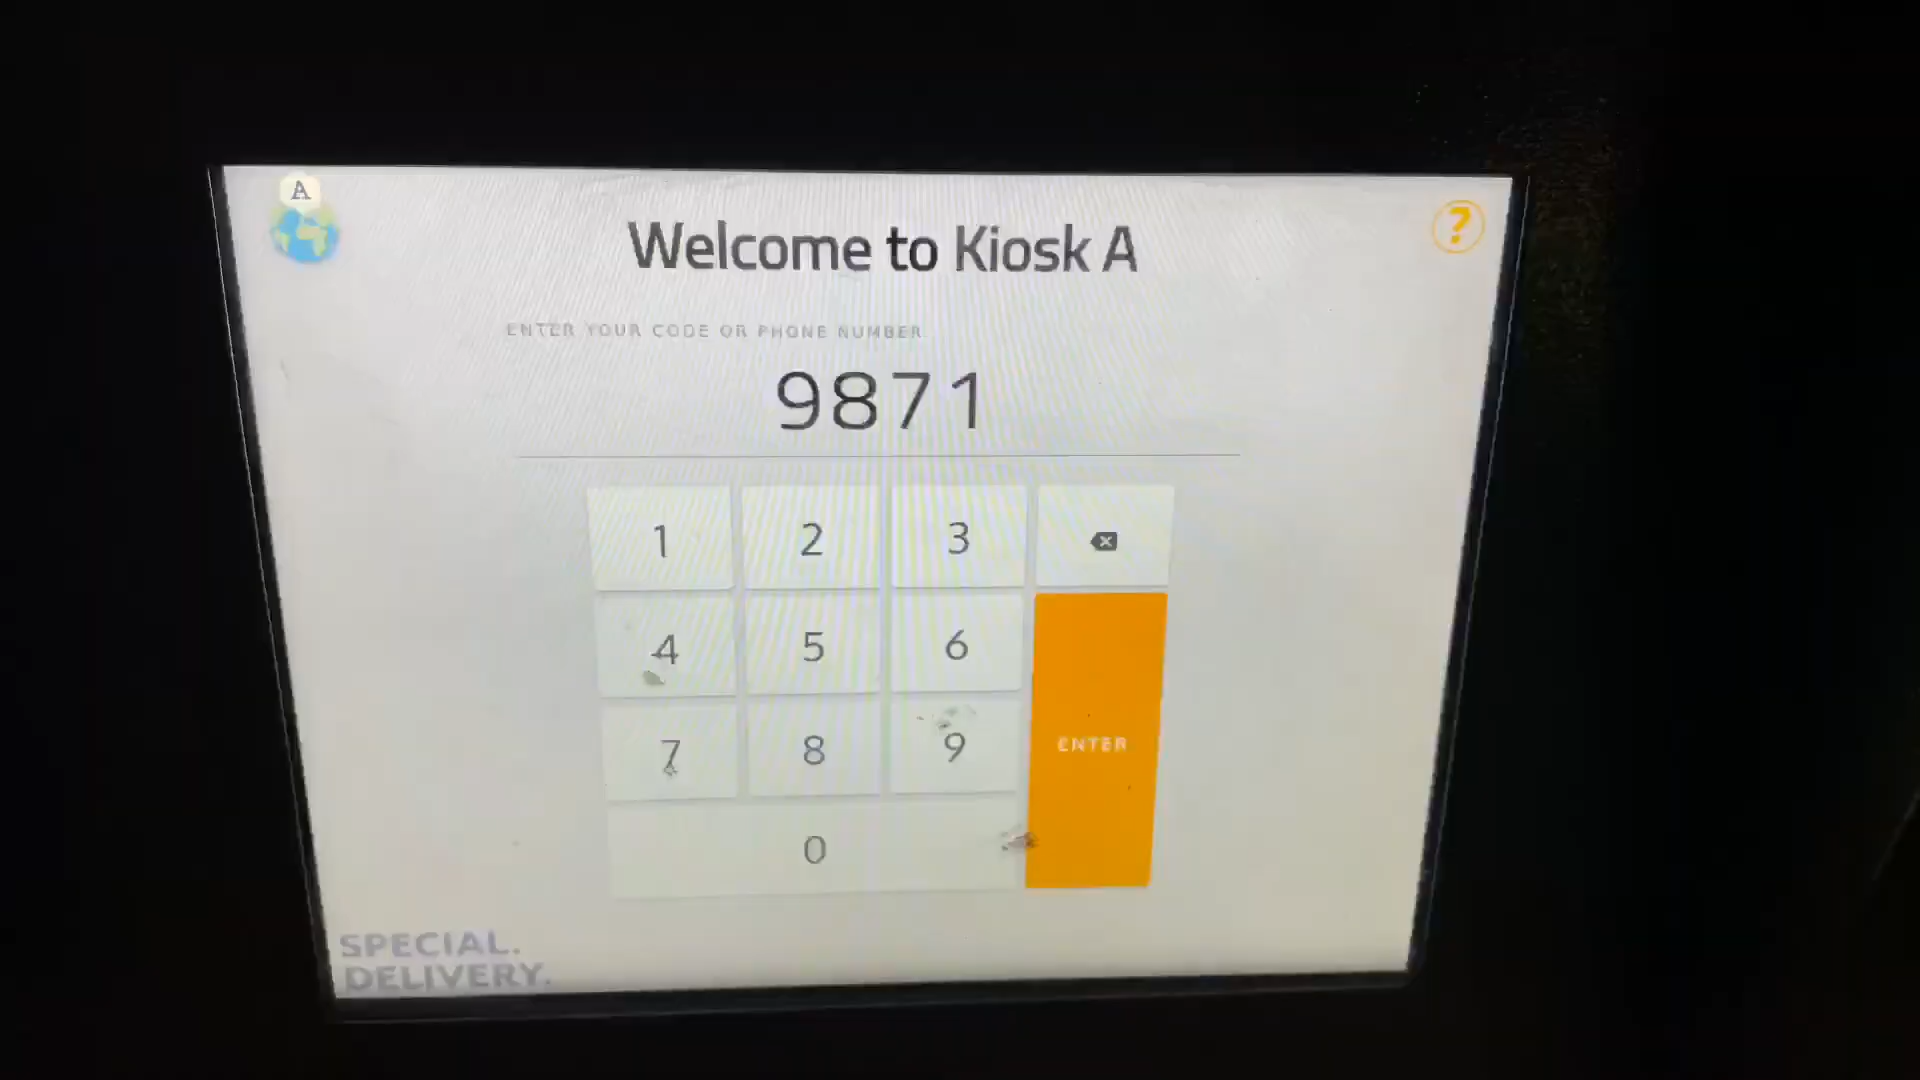 A
?
Welcome to Kiosk A
ENTER YOUR CODE OR PHONE NUMBER.
9871
1 2 3
4 5 6
7 8 9
ENTER
0
SPECIAL.
DELIVERY.